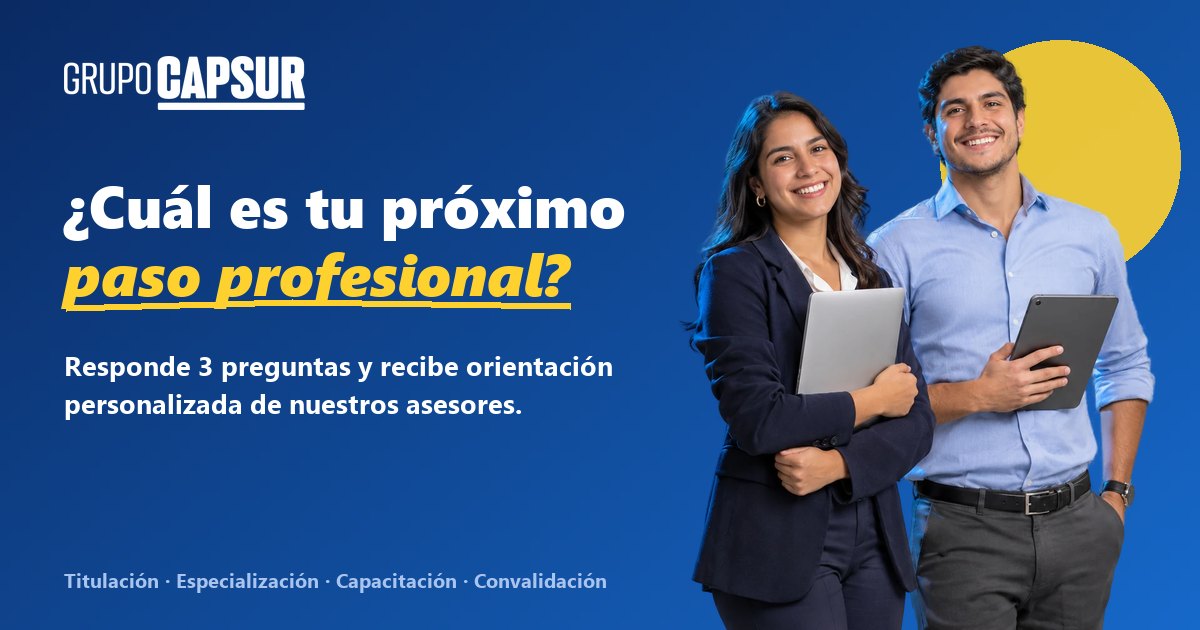 GRUPO CAPSUR
¿Cuál es tu próximo
paso profesional?
Responde 3 preguntas y recibe orientación
personalizada de nuestros asesores.
Titulación · Especialización · Capacitación · Convalidación